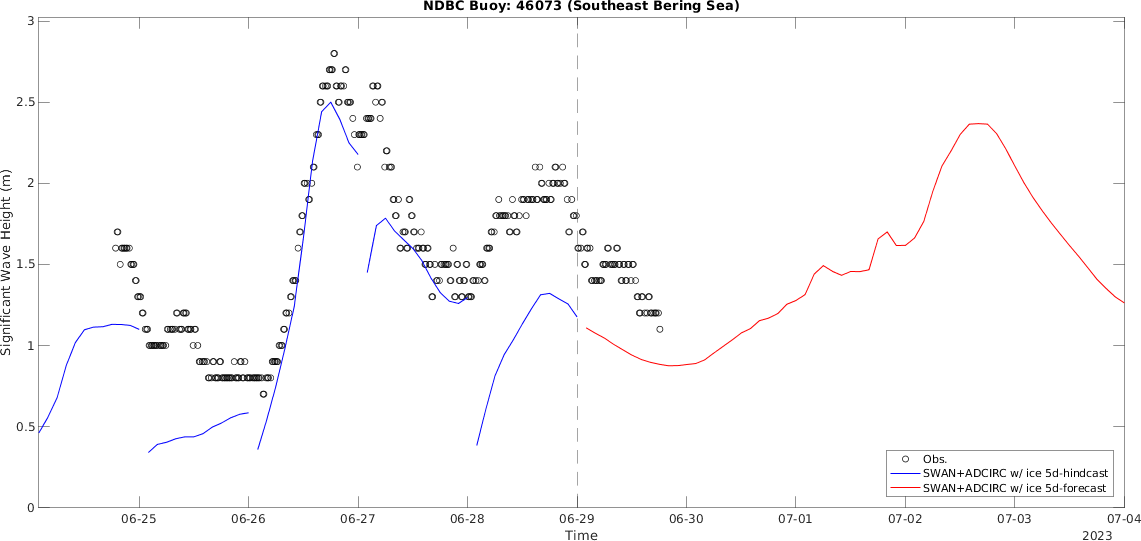 NDBC Buoy: 46073 (Southeast Bering Sea)
3
2.5
2
1.5
1
0.5
0
Significant Wave Height (m)
Obs.
SWAN+ADCIRC w/ ice 5d-hindcast
SWAN+ADCIRC w/ ice 5d-forecast
06-25 06-26 06-27 06-28 06-29 06-30 07-01 07-02 07-03 07-04
Time
2023